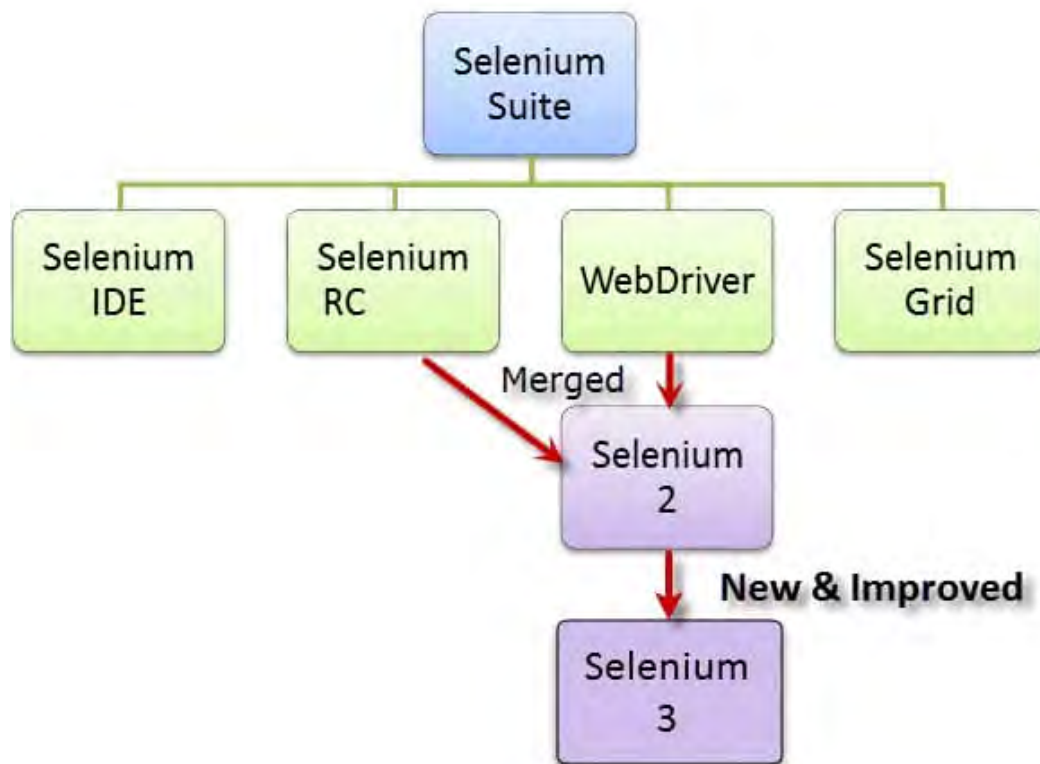 Selenium
Suite
Selenium
IDE
Selenium
RC
WebDriver
Selenium
Grid
Merged
Selenium
2
New & Improved
Selenium
3